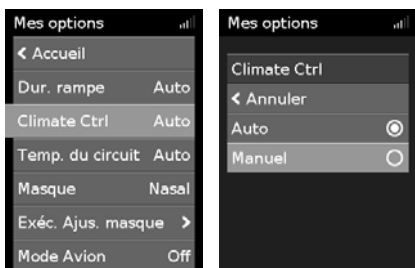 Mes options
< Accueil
Dur. rampe Auto
Climate Ctrl Auto
Temp. du circuit Auto
Masque Nasal
Exéc. Ajus. masque >
Mode Avion Off
Mes options
Climate Ctrl
< Annuler
Auto
Manuel